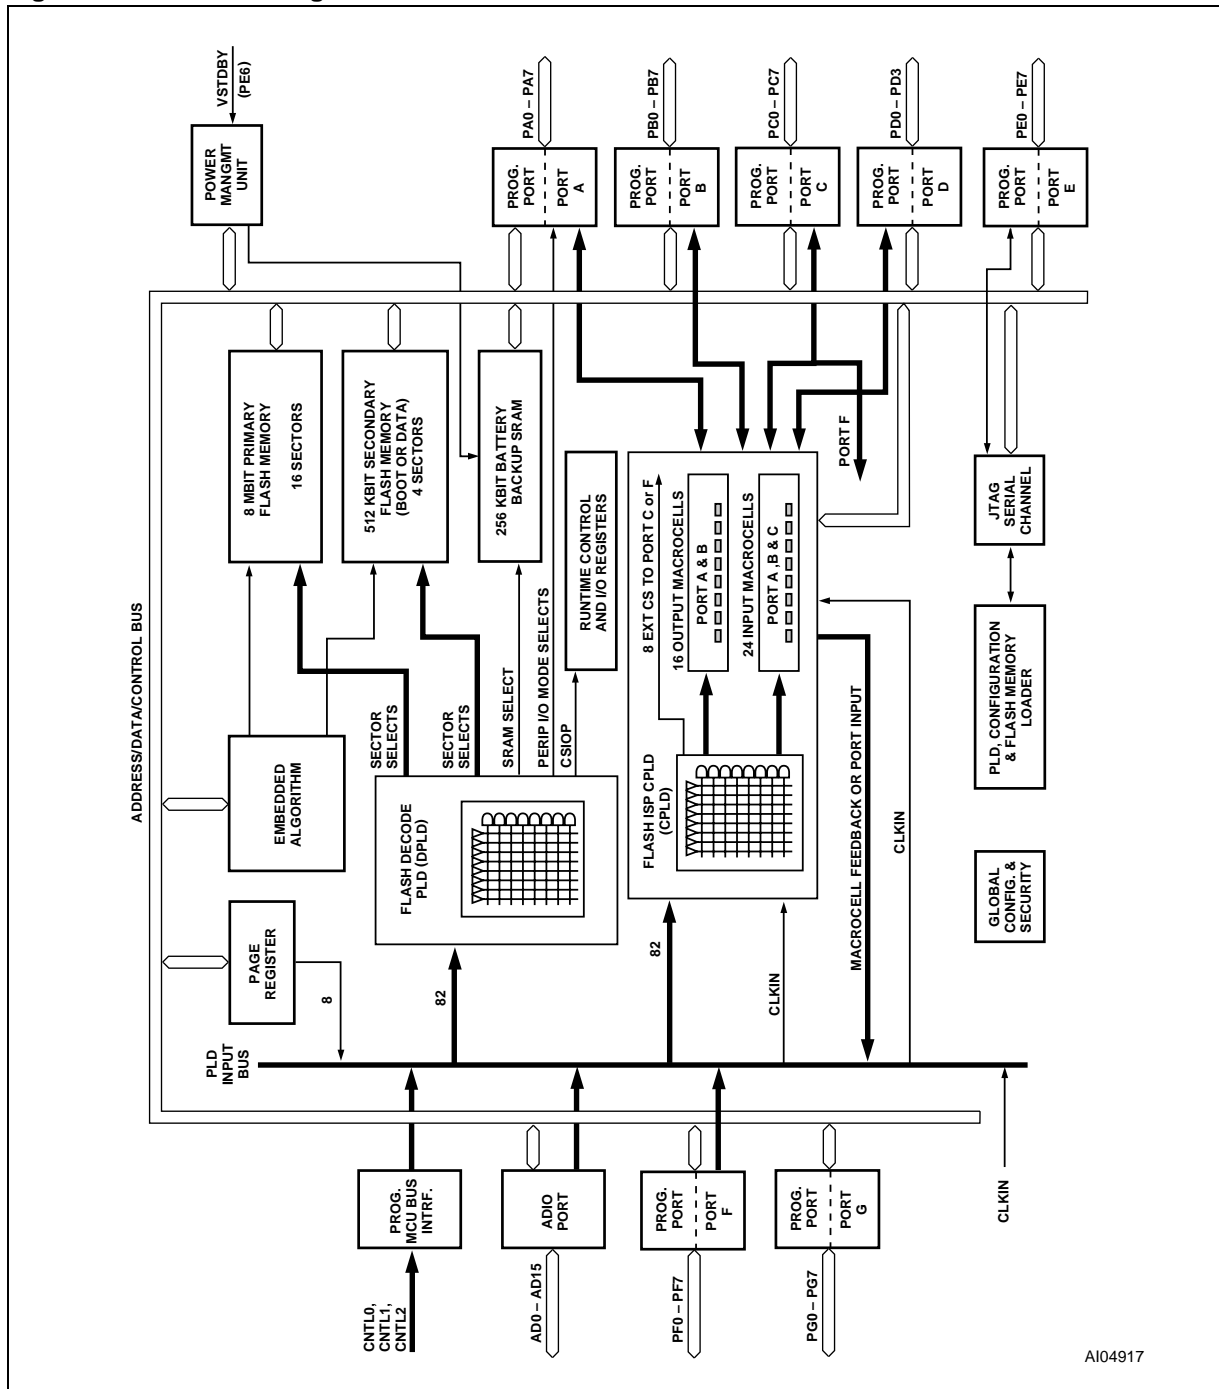 VSTDBY
(PE6)
POWER
MANGMT
UNIT
PA0 – PA7
PB0 – PB7
PC0 – PC7
PD0 – PD3
PE0 – PE7
PROG.
PORT
PORT
A
PROG.
PORT
PORT
B
PROG.
PORT
PORT
C
PROG.
PORT
PORT
D
PROG.
PORT
PORT
E
ADDRESS/DATA/CONTROL BUS
8 MBIT PRIMARY
FLASH MEMORY
16 SECTORS
512 KBIT SECONDARY
FLASH MEMORY
(BOOT OR DATA)
4 SECTORS
256 KBIT BATTERY
BACKUP SRAM
RUNTIME CONTROL
AND I/O REGISTERS
SECTOR
SELECTS
SECTOR
SELECTS
SRAM SELECT
PERIP I/O MODE SELECTS
CSIOP
EMBEDDED
ALGORITHM
FLASH DECODE
PLD (DPLD)
PAGE
REGISTER
8
82
PLD
INPUT
BUS
8 EXT CS TO PORT C or F
16 OUTPUT MACROCELLS
PORT A & B
24 INPUT MACROCELLS
PORT A ,B & C
PORT F
FLASH ISP CPLD
(CPLD)
82
CLKIN
MACROCELL FEEDBACK OR PORT INPUT
CLKIN
JTAG
SERIAL
CHANNEL
PLD, CONFIGURATION
& FLASH MEMORY
LOADER
GLOBAL
CONFIG. &
SECURITY
PROG.
MCU BUS
INTRF.
ADIO
PORT
PROG.
PORT
PORT
F
PROG.
PORT
PORT
G
CLKIN
CNTL0,
CNTL1,
CNTL2
AD0 – AD15
PF0 – PF7
PG0 – PG7
AI04917